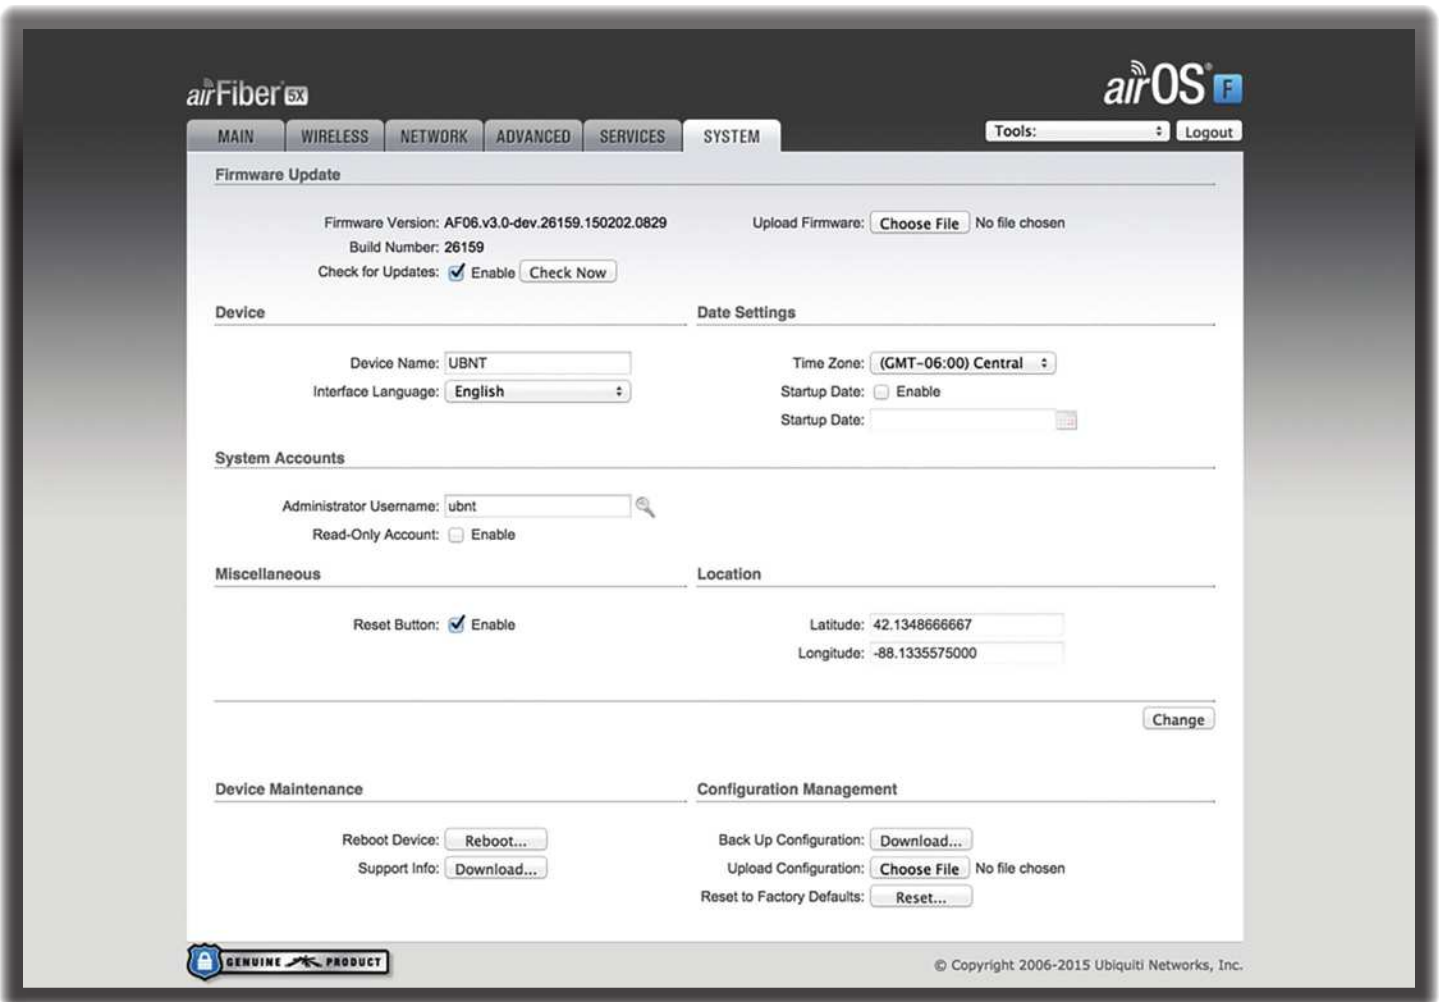 airFiber 5X
airOS® F
MAIN WIRELESS NETWORK ADVANCED SERVICES SYSTEM Tools: Logout
Firmware Update
Firmware Version: AF06.v3.0-dev.26159.150202.0829 Upload Firmware: Choose File No file chosen
Build Number: 26159
Check for Updates: Enable Check Now
Device Date Settings
Device Name: UBNT Time Zone: (GMT-06:00) Central
Interface Language: English Startup Date: Enable
Startup Date:
System Accounts
Administrator Username: ubnt
Read-Only Account: Enable
Miscellaneous Location
Reset Button: Enable Latitude: 42.1348666667
Longitude: -88.1335575000
Change
Device Maintenance Configuration Management
Reboot Device: Reboot... Back Up Configuration: Download...
Support Info: Download... Upload Configuration: Choose File No file chosen
Reset to Factory Defaults: Reset...
GENUINE PRODUCT © Copyright 2006-2015 Ubiquiti Networks, Inc.